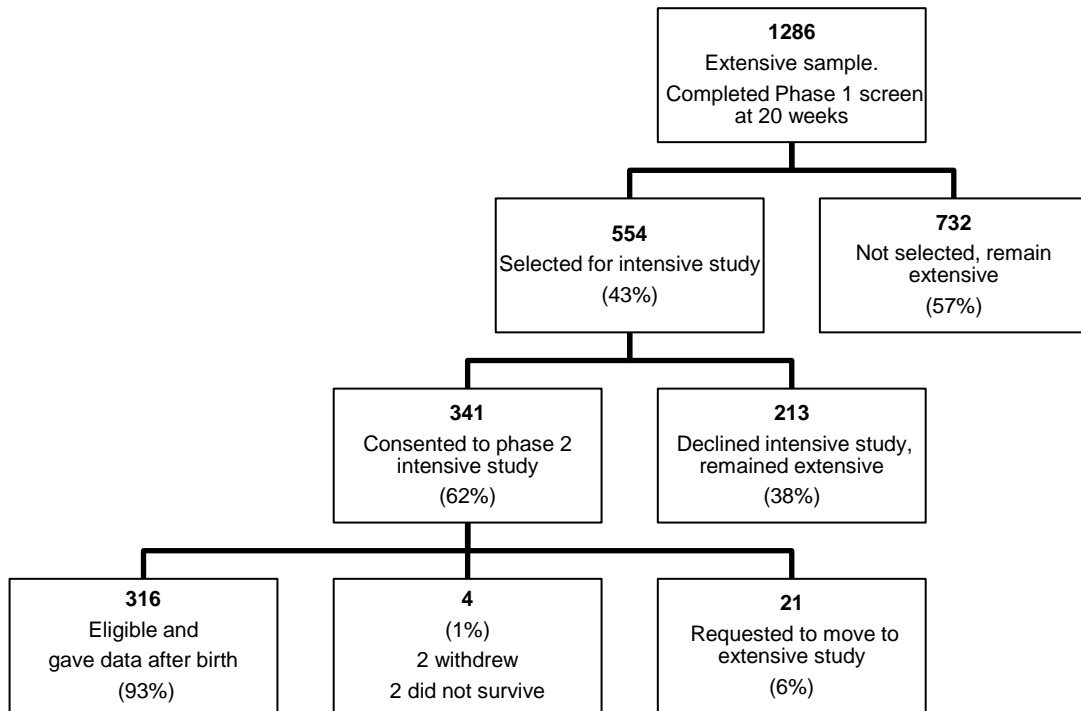 1286
Extensive sample.
Completed Phase 1 screen
at 20 weeks
554
Selected for intensive study
(43%)
732
Not selected, remain
extensive
(57%)
341
Consented to phase 2
intensive study
(62%)
213
Declined intensive study,
remained extensive
(38%)
316
Eligible and
gave data after birth
(93%)
4
(1%)
2 withdrew
2 did not survive
21
Requested to move to
extensive study
(6%)